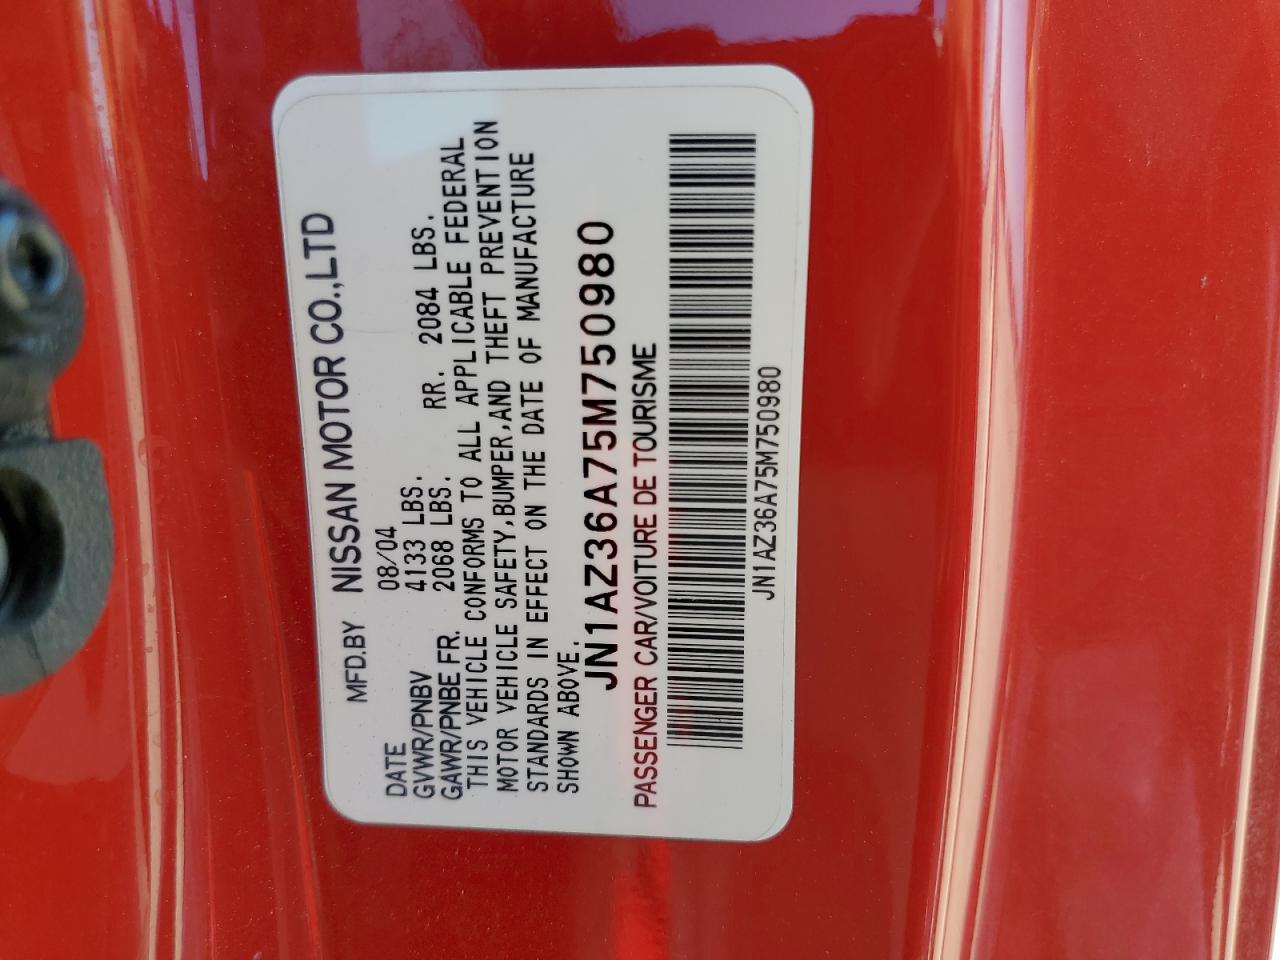 MFD.BY NISSAN MOTOR CO.,LTD
DATE 08/04
GVWR/PNBV 4133 LBS.
GAWR/PNBE FR. 2068 LBS. RR. 2084 LBS.
THIS VEHICLE CONFORMS TO ALL APPLICABLE FEDERAL
MOTOR VEHICLE SAFETY,BUMPER,AND THEFT PREVENTION
STANDARDS IN EFFECT ON THE DATE OF MANUFACTURE
SHOWN ABOVE.
JN1AZ36A75M750980
PASSENGER CAR/VOITURE DE TOURISME
JN1AZ36A75M750980